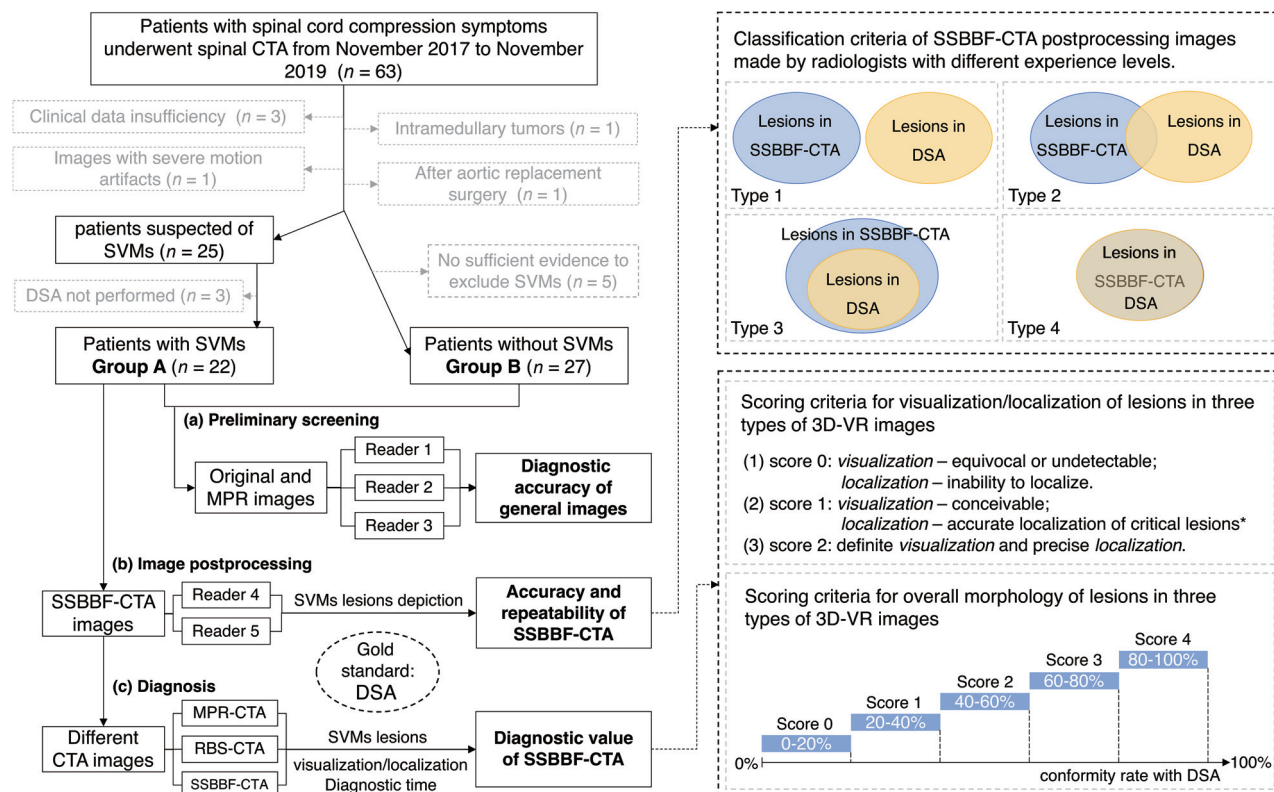 Patients with spinal cord compression symptoms
underwent spinal CTA from November 2017 to November
2019 (n = 63)
Clinical data insufficiency (n = 3)
Intramedullary tumors (n = 1)
Images with severe motion
artifacts (n = 1)
After aortic replacement
surgery (n = 1)
patients suspected of
SVMs (n = 25)
No sufficient evidence to
exclude SVMs (n = 5)
DSA not performed (n = 3)
Patients with SVMs
Group A (n = 22)
Patients without SVMs
Group B (n = 27)
(a) Preliminary screening
Original and
MPR images
Reader 1
Reader 2
Reader 3
Diagnostic
accuracy of
general images
(b) Image postprocessing
SSBBF-CTA
images
Reader 4
Reader 5
SVMs lesions depiction
Accuracy and
repeatability of
SSBBF-CTA
Gold
standard:
DSA
(c) Diagnosis
Different
CTA images
MPR-CTA
RBS-CTA
SSBBF-CTA
SVMs lesions
visualization/localization
Diagnostic time
Diagnostic value
of SSBBF-CTA
Classification criteria of SSBBF-CTA postprocessing images
made by radiologists with different experience levels.
Lesions in
SSBBF-CTA
Lesions in
DSA
Type 1
Lesions in
SSBBF-CTA
Lesions in
DSA
Type 2
Lesions in SSBBF-CTA
Lesions in
DSA
Type 3
Lesions in
SSBBF-CTA
DSA
Type 4
Scoring criteria for visualization/localization of lesions in three
types of 3D-VR images
(1) score 0: visualization – equivocal or undetectable;
localization – inability to localize.
(2) score 1: visualization – conceivable;
localization – accurate localization of critical lesions*
(3) score 2: definite visualization and precise localization.
Scoring criteria for overall morphology of lesions in three
types of 3D-VR images
Score 4
80-100%
Score 3
60-80%
Score 2
40-60%
Score 1
20-40%
Score 0
0-20%
0%
100%
conformity rate with DSA